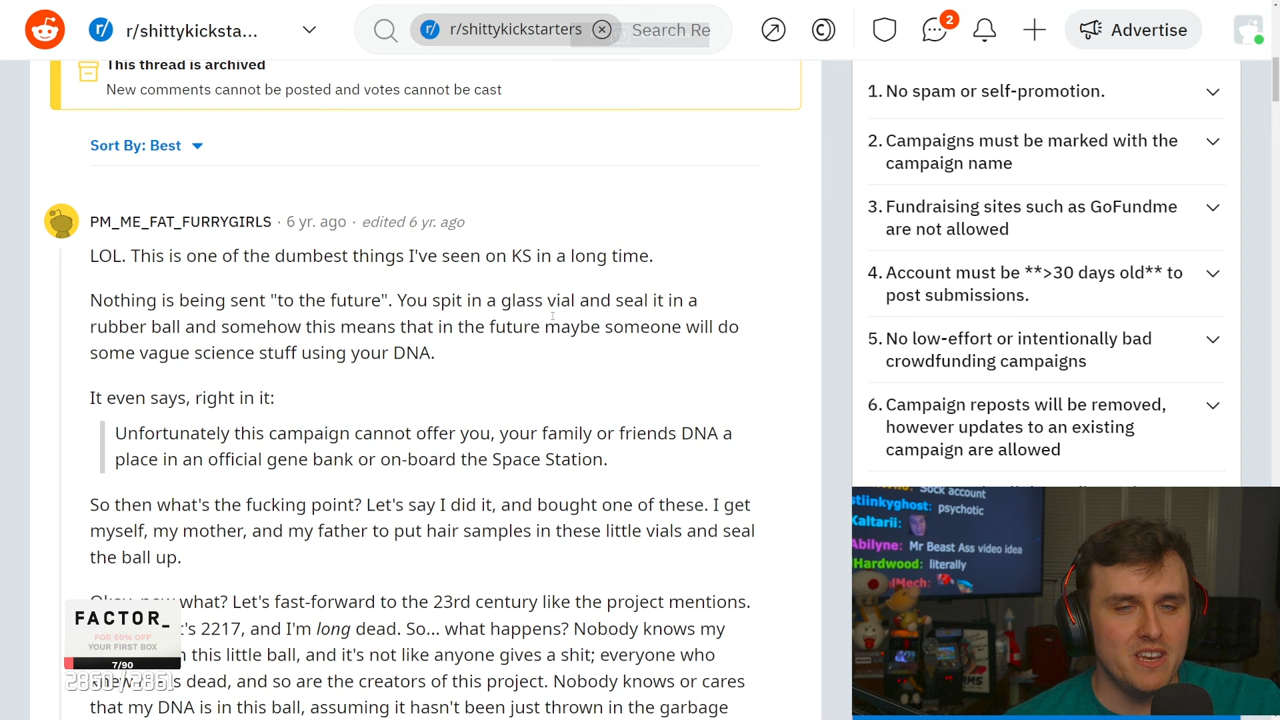 r/shittykicksta...
r/shittykickstarters
Search Re
2
Advertise
This thread is archived
New comments cannot be posted and votes cannot be cast
Sort By: Best
PM_ME_FAT_FURRYGIRLS · 6 yr. ago · edited 6 yr. ago
LOL. This is one of the dumbest things I've seen on KS in a long time.
Nothing is being sent "to the future". You spit in a glass vial and seal it in a
rubber ball and somehow this means that in the future maybe someone will do
some vague science stuff using your DNA.
It even says, right in it:
Unfortunately this campaign cannot offer you, your family or friends DNA a
place in an official gene bank or on-board the Space Station.
So then what's the fucking point? Let's say I did it, and bought one of these. I get
myself, my mother, and my father to put hair samples in these little vials and seal
the ball up.
what? Let's fast-forward to the 23rd century like the project mentions.
2217, and I'm long dead. So... what happens? Nobody knows my
this little ball, and it's not like anyone gives a shit; everyone who
dead, and so are the creators of this project. Nobody knows or cares
that my DNA is in this ball, assuming it hasn't been just thrown in the garbage
1. No spam or self-promotion.
2. Campaigns must be marked with the
campaign name
3. Fundraising sites such as GoFundme
are not allowed
4. Account must be **>30 days old** to
post submissions.
5. No low-effort or intentionally bad
crowdfunding campaigns
6. Campaign reposts will be removed,
however updates to an existing
campaign are allowed
FACTOR_
FOR 50% OFF
YOUR FIRST BOX
7/90
2860 / 2861
Sock account
stiinkyghost: psychotic
Kaltarii:
Abilyne: Mr Beast Ass video idea
Hardwood: literally
lMech: